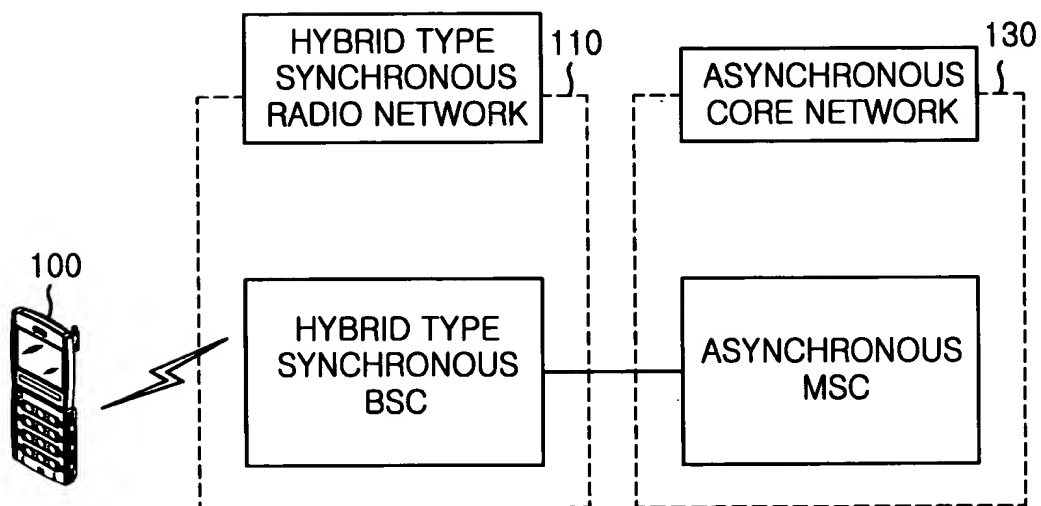 HYBRID TYPE
SYNCHRONOUS
RADIO NETWORK
110
ASYNCHRONOUS
CORE NETWORK
130
100
HYBRID TYPE
SYNCHRONOUS
BSC
ASYNCHRONOUS
MSC